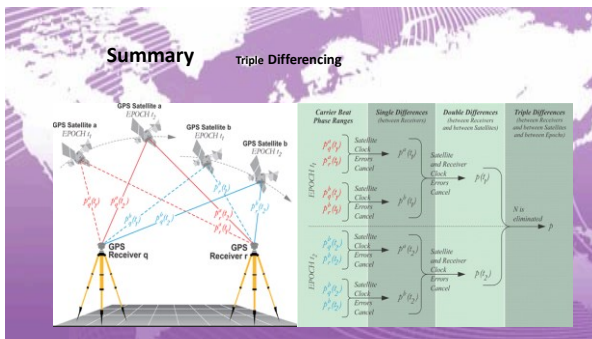 Summary
Triple Differencing
GPS Satellite a
EPOCH t₁
GPS Satellite a
EPOCH t₂
GPS Satellite b
EPOCH t₁
GPS Satellite b
EPOCH t₂
GPS
Receiver q
GPS
Receiver r
Carrier Beat
Phase Ranges
Single Differences
(between Receivers)
Double Differences
(between Receivers
and between Satellites)
Triple Differences
(between Receivers
and between Satellites
and between Epochs)
EPOCH t₁
Satellite
Clock
Errors
Cancel
Satellite
Clock
Errors
Cancel
Satellite
and Receiver
Clock
Errors
Cancel
EPOCH t₂
Satellite
Clock
Errors
Cancel
Satellite
Clock
Errors
Cancel
Satellite
and Receiver
Clock
Errors
Cancel
N is
eliminated
p